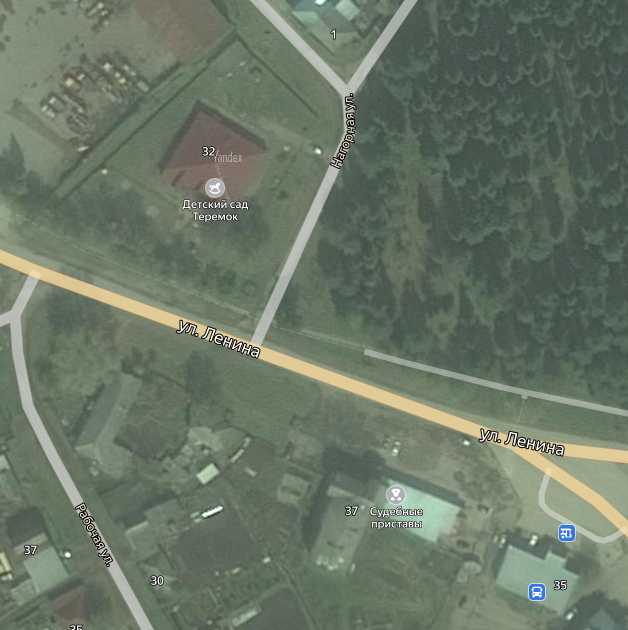 1
Нагорная ул.
32
Yandex
Детский сад
Теремок
ул. Ленина
ул. Ленина
37
Судебные
приставы
Рабочая ул.
37
30
35
35